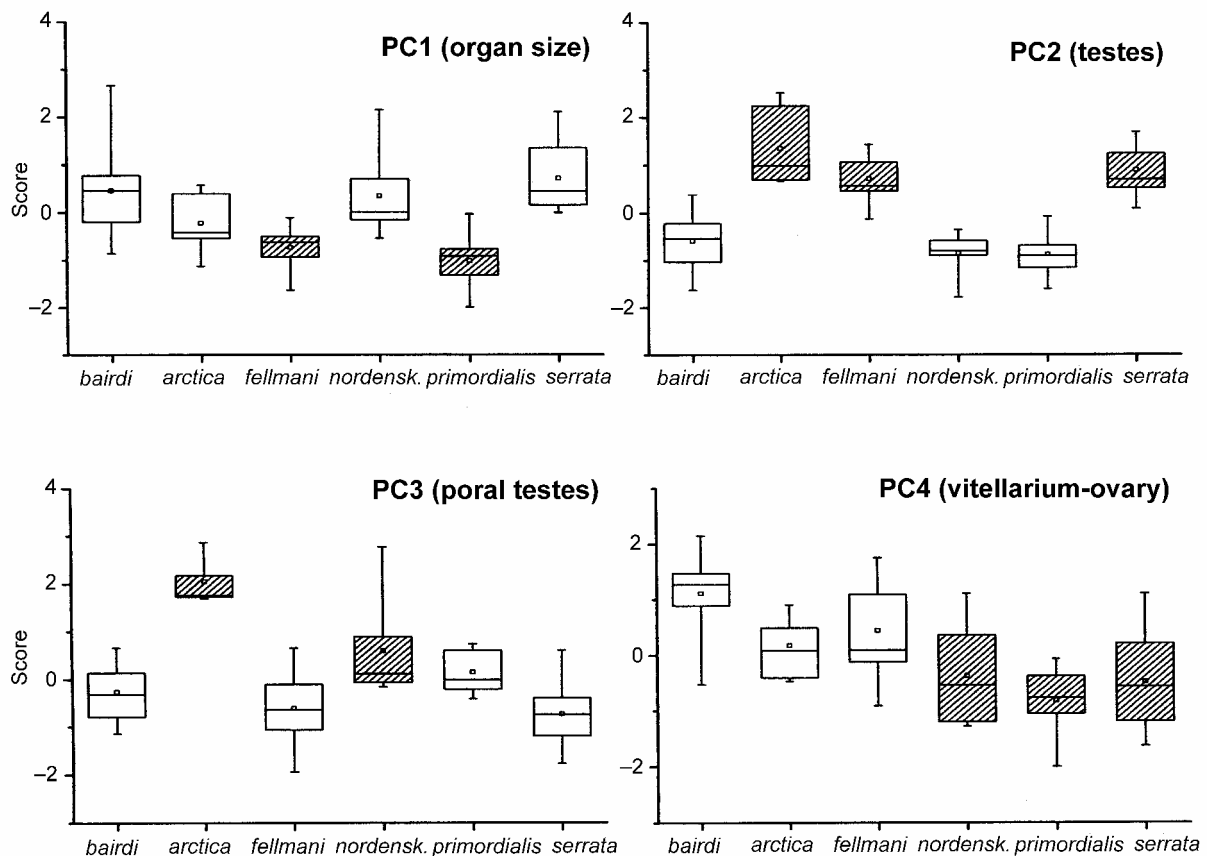 PC1 (organ size)
4
2
0
–2
Score
bairdi arctica fellmani nordensk. primordialis serrata
PC2 (testes)
4
2
0
–2
bairdi arctica fellmani nordensk. primordialis serrata
PC3 (poral testes)
4
2
0
–2
Score
bairdi arctica fellmani nordensk. primordialis serrata
PC4 (vitellarium-ovary)
2
0
–2
bairdi arctica fellmani nordensk. primordialis serrata